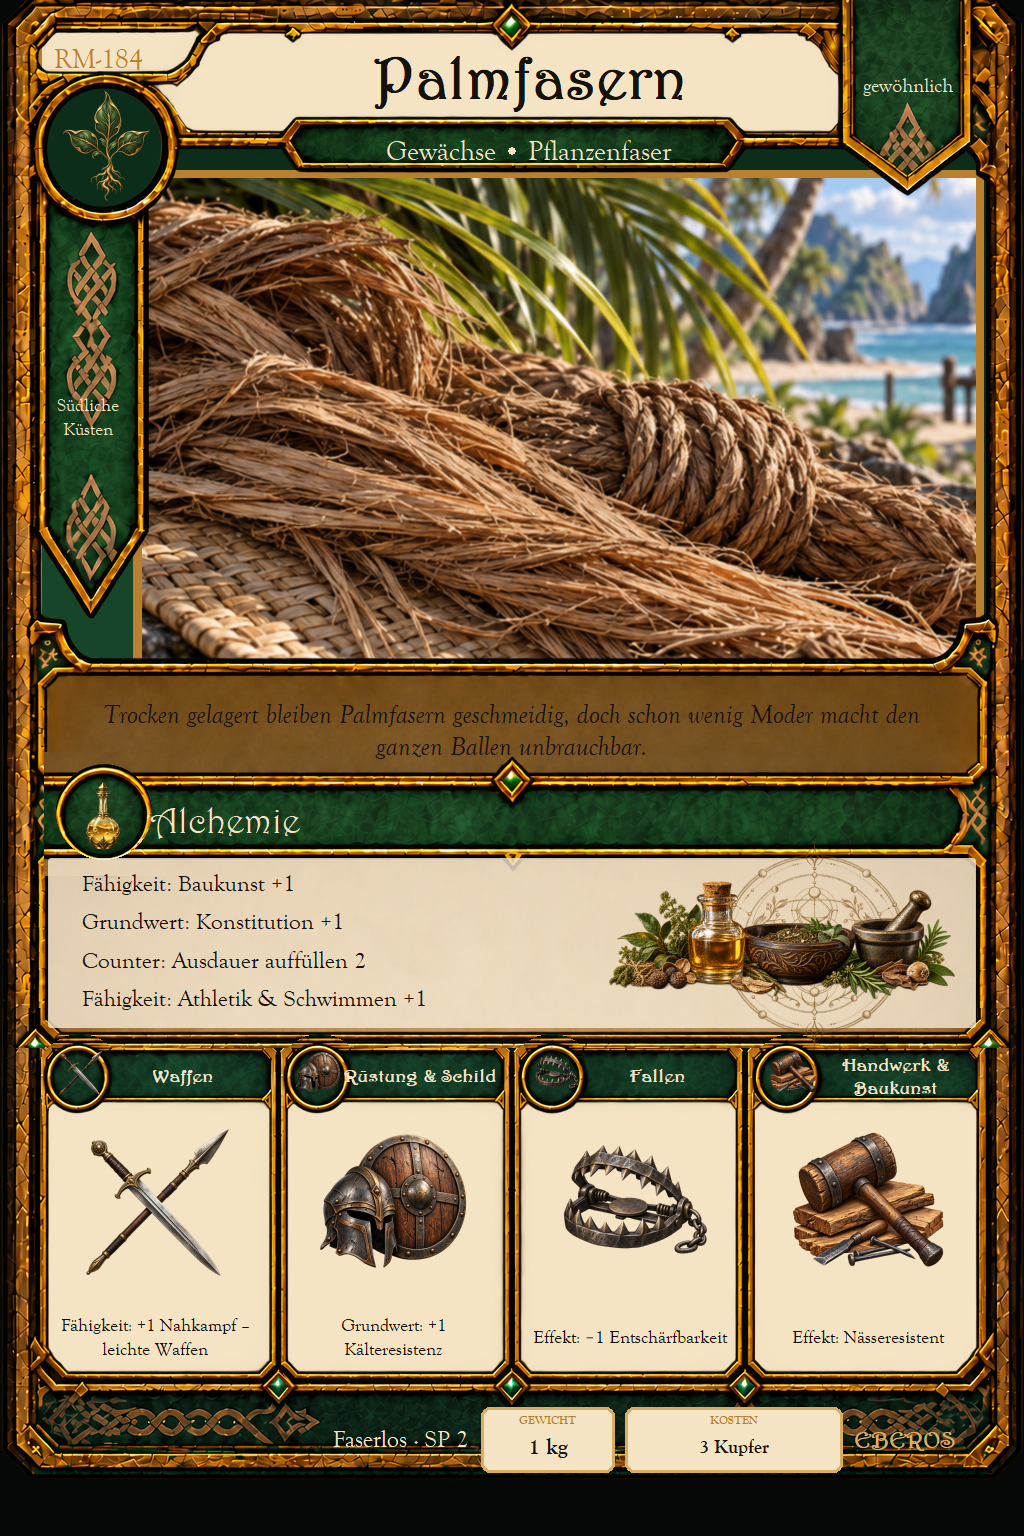 RM-184
Palmfasern
gewöhnlich
Gewächse • Pflanzenfaser
Südliche
Küsten
Trocken gelagert bleiben Palmfasern geschmeidig, doch schon wenig Moder macht den
ganzen Ballen unbrauchbar.
Alchemie
Fähigkeit: Baukunst +1
Grundwert: Konstitution +1
Counter: Ausdauer auffüllen 2
Fähigkeit: Athletik & Schwimmen +1
Waffen
Fähigkeit: +1 Nahkampf –
leichte Waffen
Rüstung & Schild
Grundwert: +1
Kälteresistenz
Fallen
Effekt: −1 Entschärfbarkeit
Handwerk &
Baukunst
Effekt: Nässeresistent
Faserlos · SP 2
GEWICHT
1 kg
KOSTEN
3 Kupfer
EBEROS